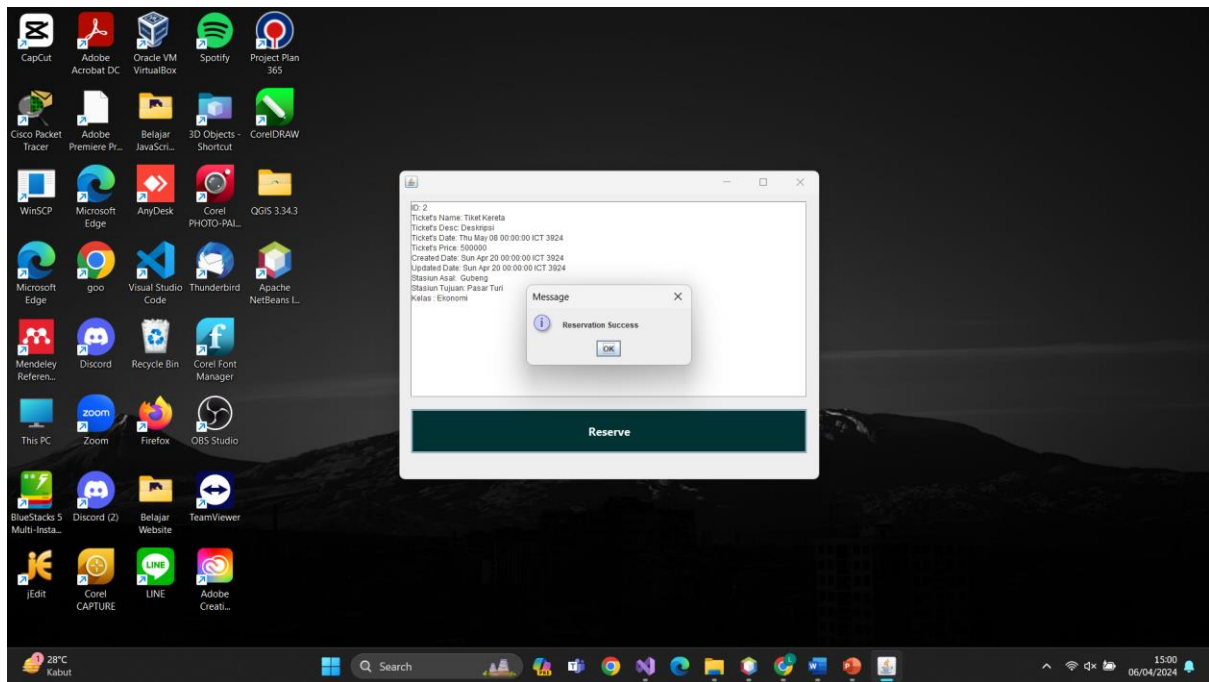 CapCut
Adobe
Acrobat DC
Oracle VM
VirtualBox
Spotify
Project Plan
365
Cisco Packet
Tracer
Adobe
Premiere Pr...
Belajar
JavaScri...
3D Objects -
Shortcut
CorelDRAW
WinSCP
Microsoft
Edge
AnyDesk
Corel
PHOTO-PAI...
QGIS 3.34.3
Microsoft
Edge
goo
Visual Studio
Code
Thunderbird
Apache
NetBeans I...
Mendeley
Referen...
Discord
Recycle Bin
Corel Font
Manager
This PC
zoom
Zoom
Firefox
OBS Studio
BlueStacks 5
Multi-Insta...
Discord (2)
Belajar
Website
TeamViewer
jE
jEdit
Corel
CAPTURE
LINE
LINE
Adobe
Creati...
ID: 2
Ticket's Name: Tiket Kereta
Ticket's Desc: Deskripsi
Ticket's Date: Thu May 08 00:00:00 ICT 3924
Ticket's Price: 500000
Created Date: Sun Apr 20 00:00:00 ICT 3924
Updated Date: Sun Apr 20 00:00:00 ICT 3924
Stasiun Asal: Gubeng
Stasiun Tujuan: Pasar Turi
Kelas : Ekonomi
Message
Reservation Success
OK
Reserve
1
28°C
Kabut
Search
15:00
06/04/2024